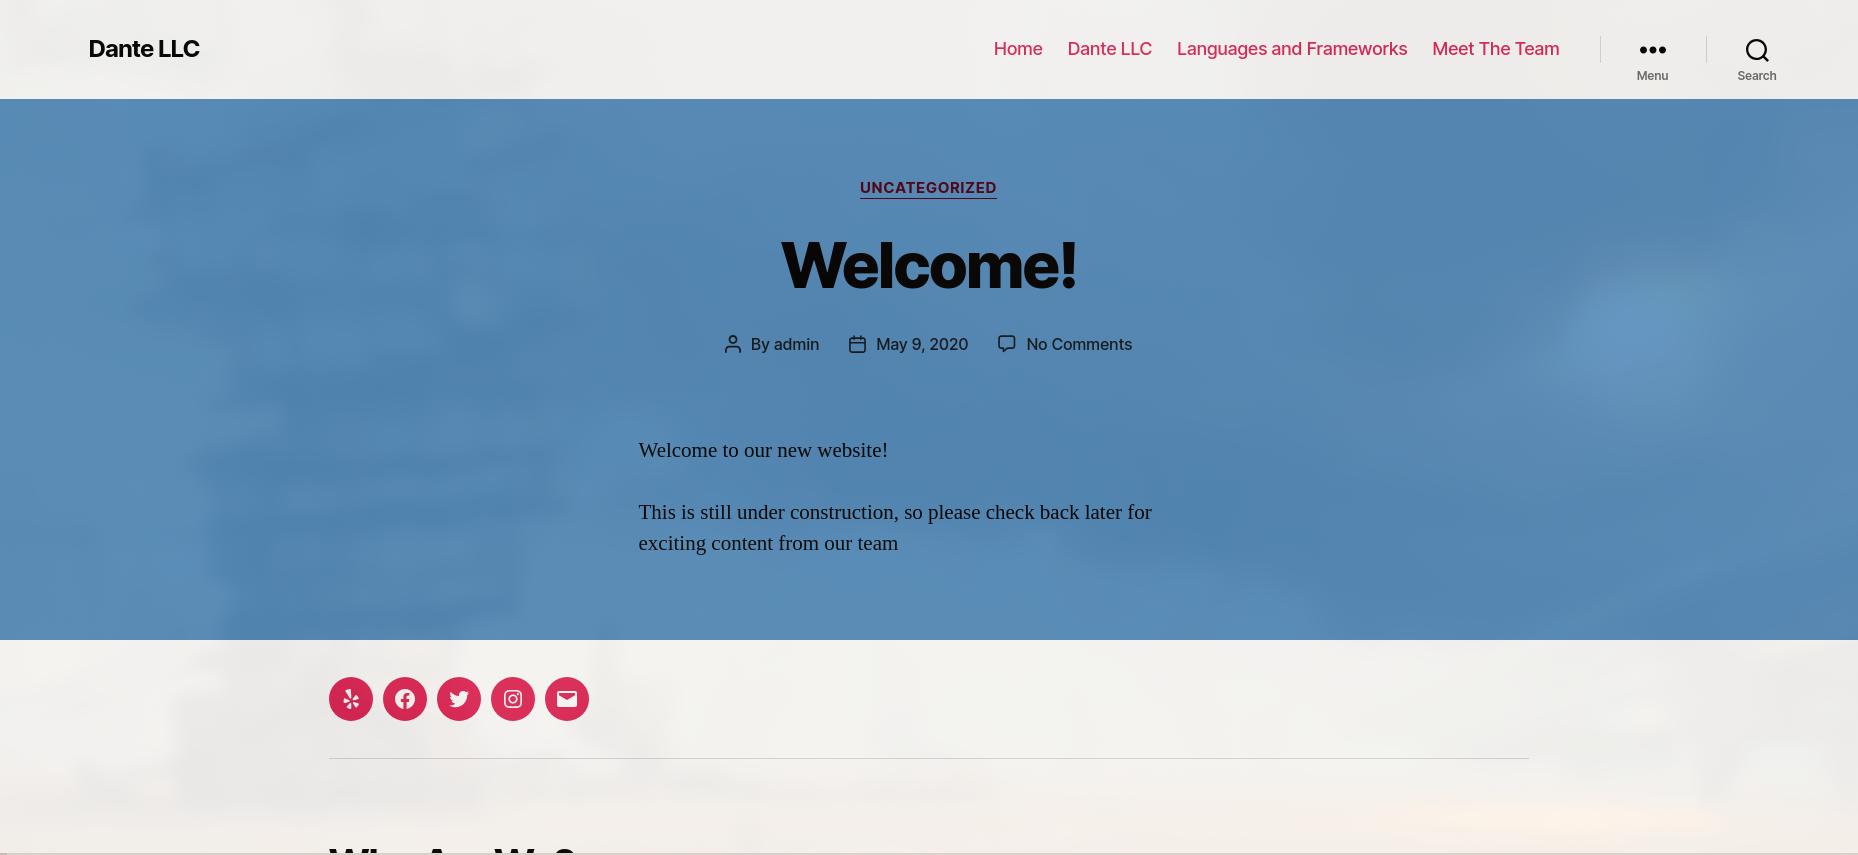 Dante LLC
Home Dante LLC Languages and Frameworks Meet The Team
Menu Search
UNCATEGORIZED
Welcome!
By admin May 9, 2020 No Comments
Welcome to our new website!
This is still under construction, so please check back later for
exciting content from our team